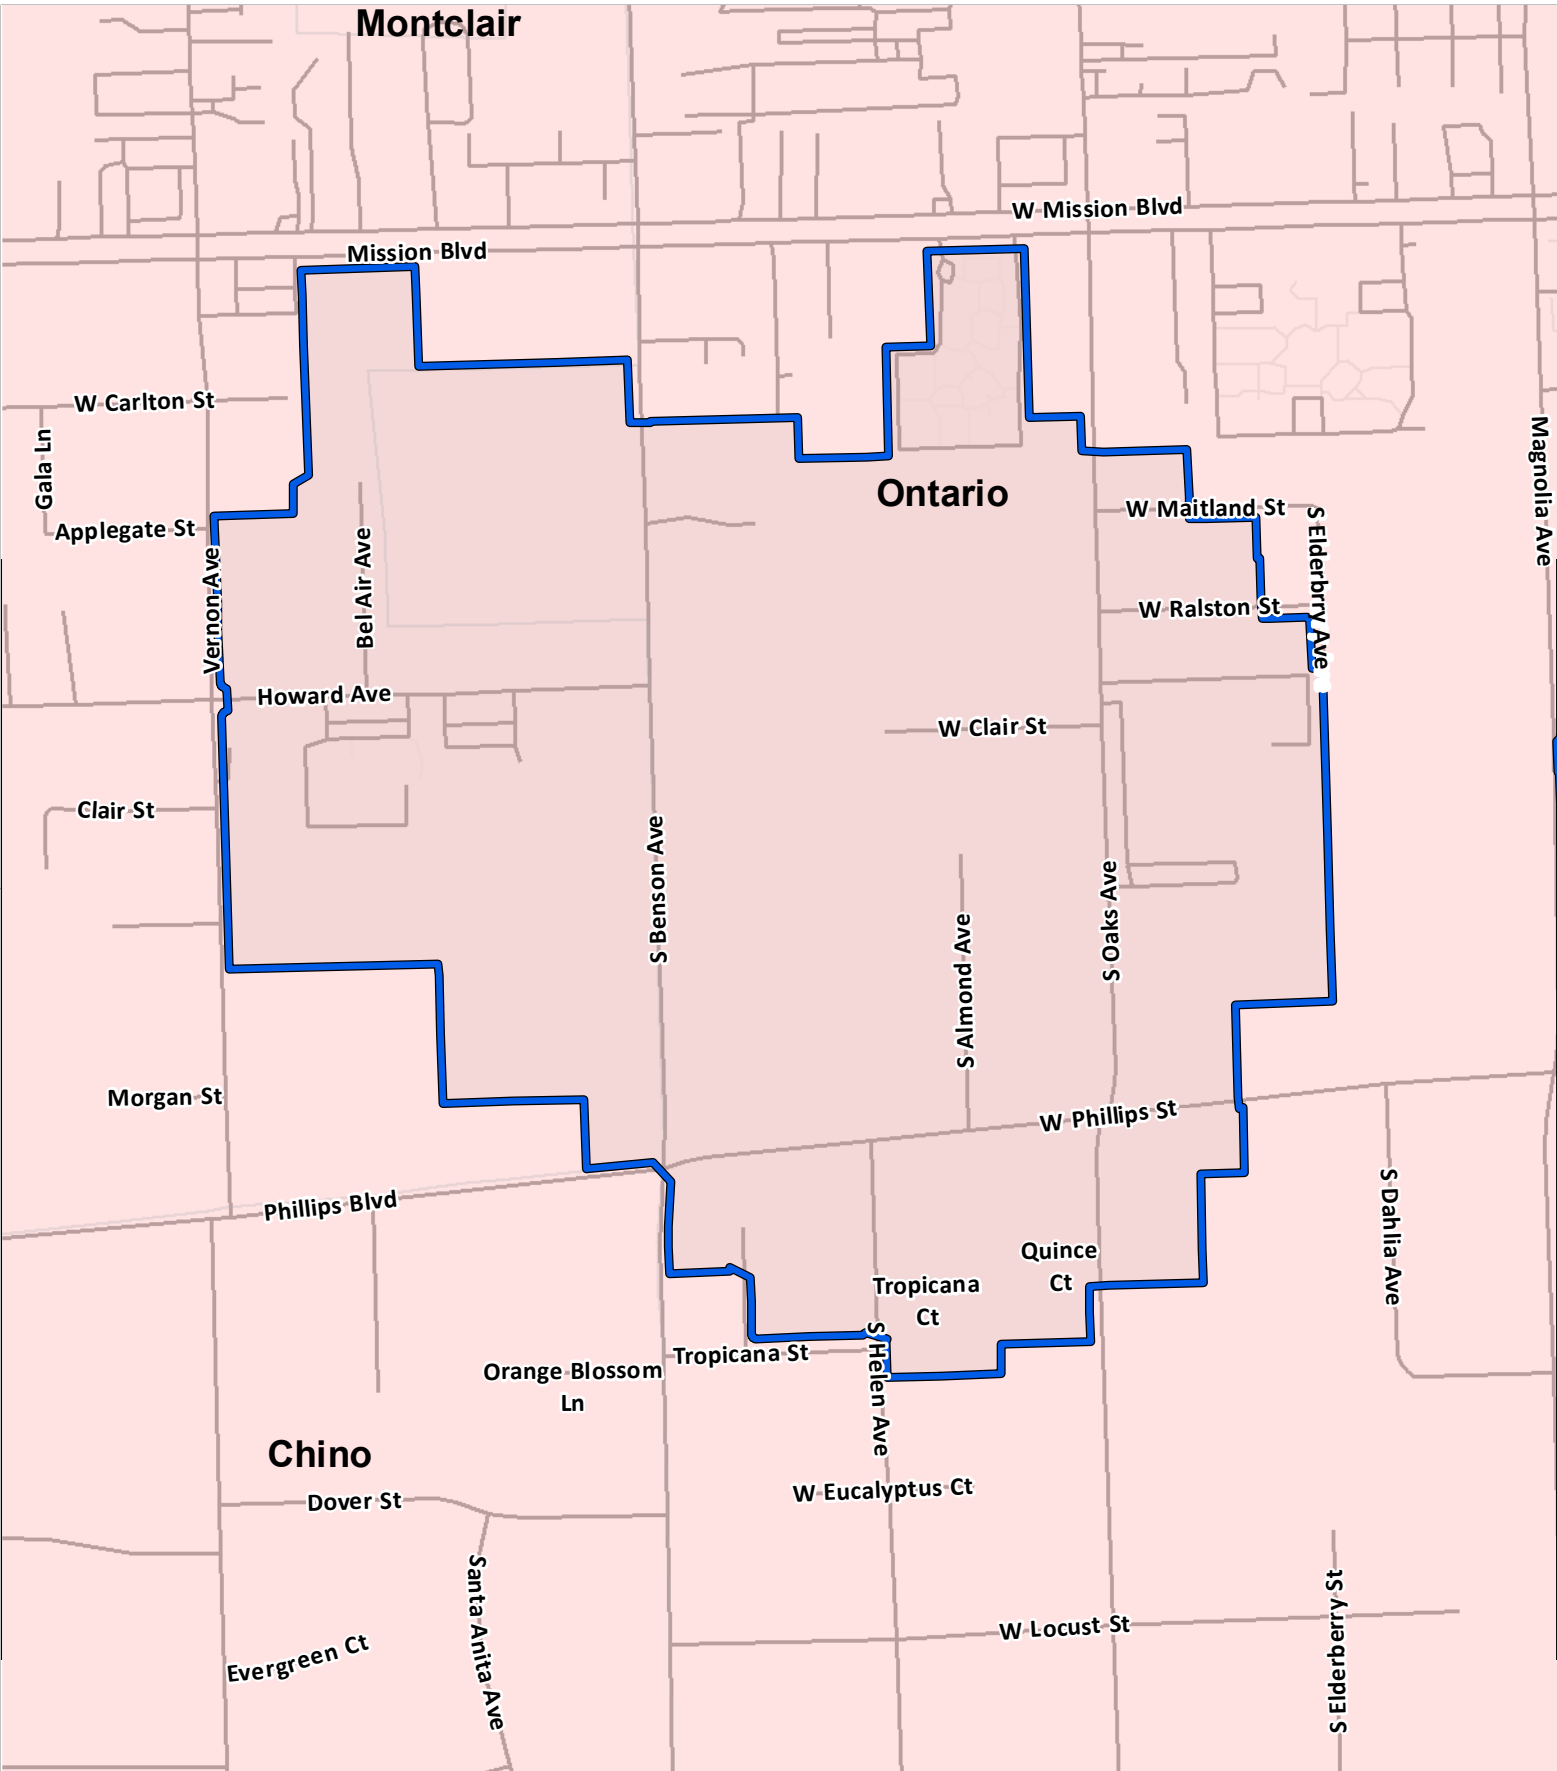 Montclair
W Mission Blvd
Mission Blvd
W Carlton St
Gala Ln
Magnolia Ave
Ontario
W Maitland St
S Elderbrry Ave
Applegate St
Vernon Ave
Bel Air Ave
W Ralston St
Howard Ave
W Clair St
Clair St
S Benson Ave
S Oaks Ave
S Almond Ave
Morgan St
W Phillips St
Phillips Blvd
S Dahlia Ave
Quince
Ct
Tropicana
Ct
S Helen Ave
Tropicana St
Orange Blossom
Ln
Chino
W Eucalyptus Ct
Dover St
Santa Anita Ave
S Elderberry St
W Locust St
Evergreen Ct